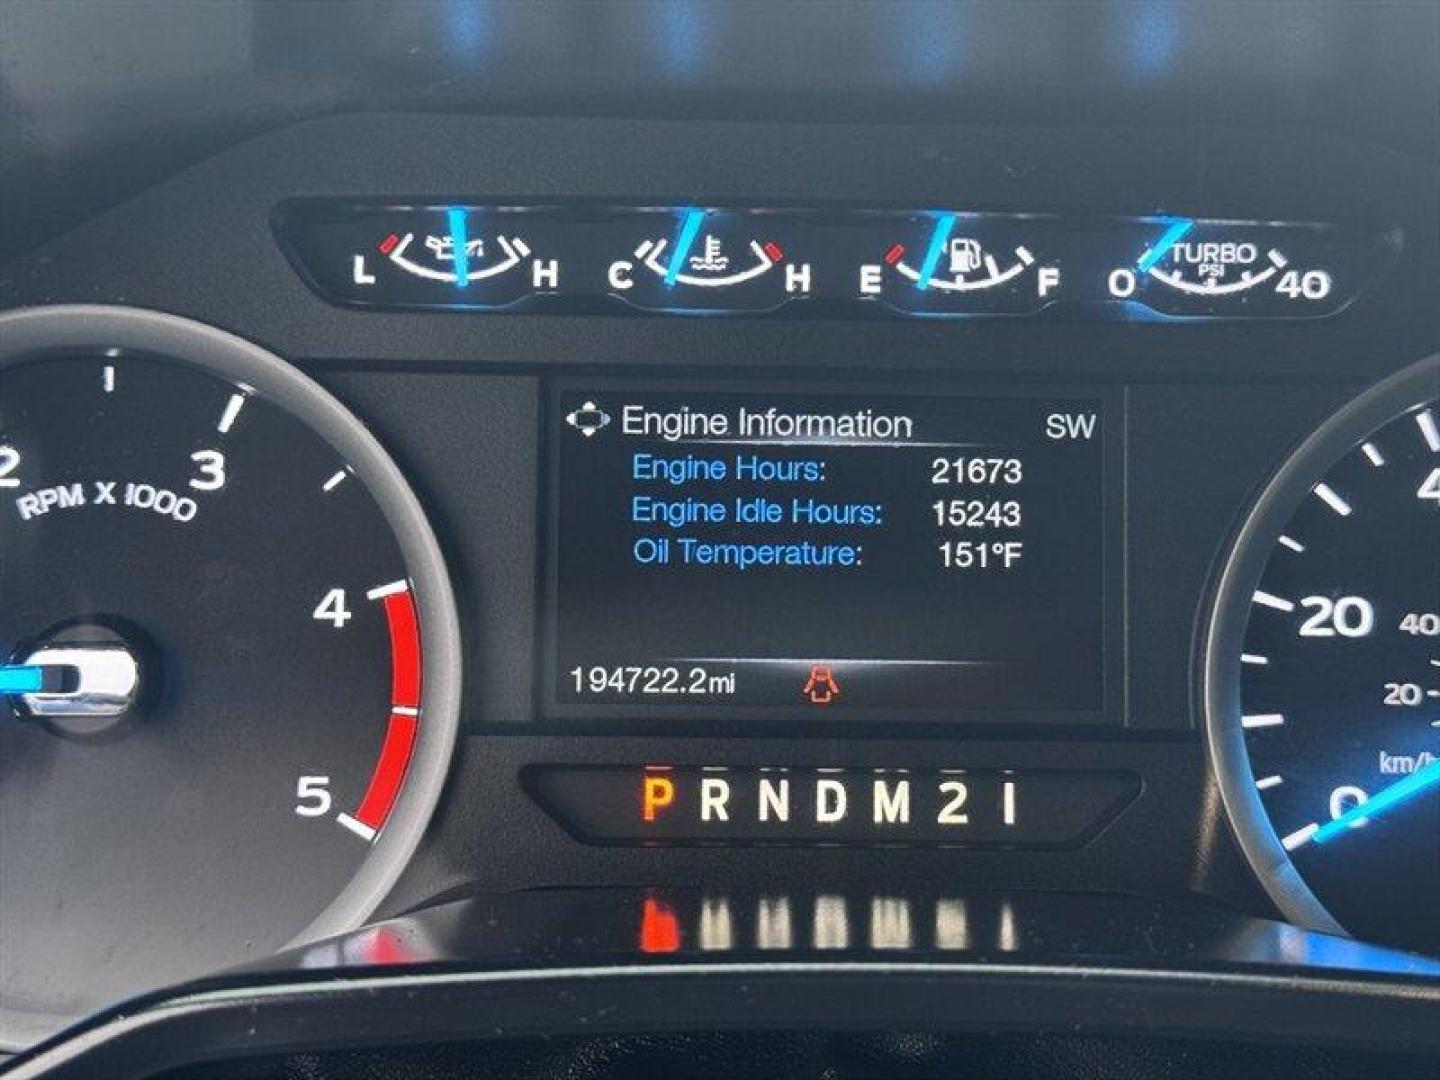 L H C H E F O TURBO PSI 40
2 RPM X 1000 3 4 5
Engine Information SW
Engine Hours: 21673
Engine Idle Hours: 15243
Oil Temperature: 151°F
194722.2mi
P R N D M 2 1
20 40
20
km/h
0